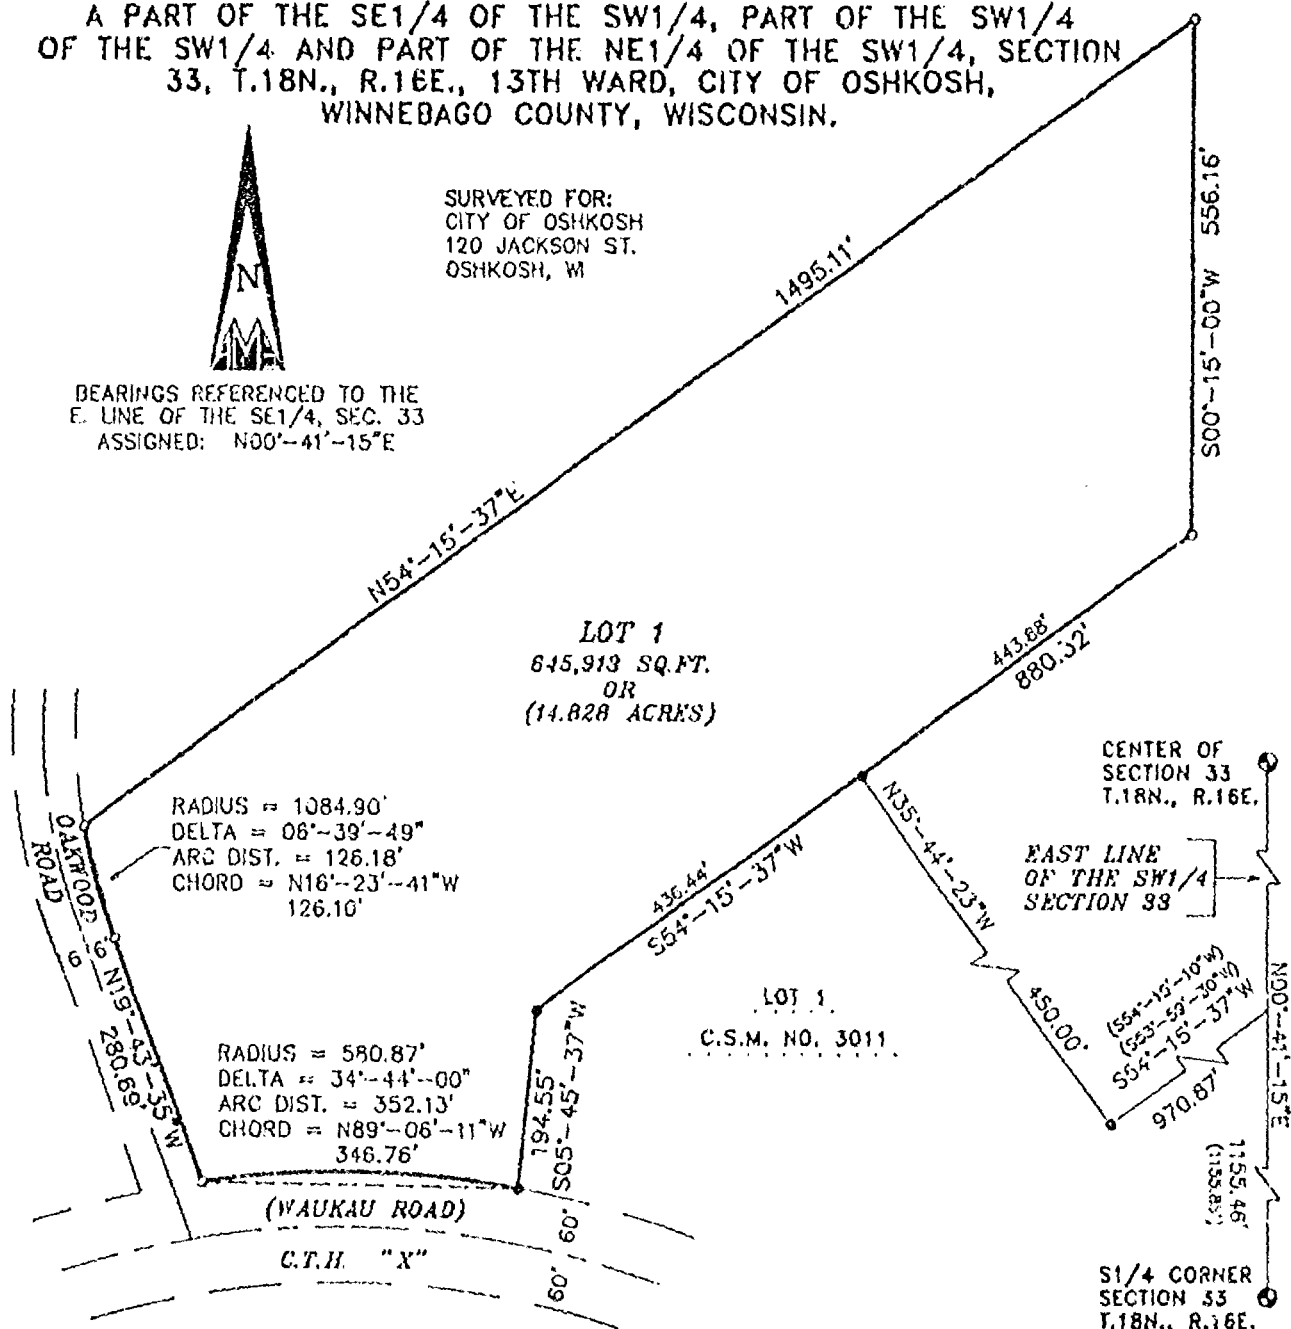 A PART OF THE SE1/4 OF THE SW1/4, PART OF THE SW1/4
OF THE SW1/4 AND PART OF THE NE1/4 OF THE SW1/4, SECTION
33, T.18N., R.16E., 13TH WARD, CITY OF OSHKOSH,
WINNEBAGO COUNTY, WISCONSIN.
SURVEYED FOR:
CITY OF OSHKOSH
120 JACKSON ST.
OSHKOSH, WI
N
BEARINGS REFERENCED TO THE
E. LINE OF THE SE1/4, SEC. 33
ASSIGNED: N00°-41'-15"E
1495.11'
N54°-15'-37"E
556.16'
S00°-15'-00"W
LOT 1
645,913 SQ.FT.
OR
(14.828 ACRES)
443.88'
880.32'
436.44'
S54°-15'-37"W
RADIUS = 1084.90'
DELTA = 06°-39'-49"
ARC DIST. = 126.18'
CHORD = N16°-23'-41"W
126.10'
OAKWOOD
ROAD
6
6
N19°-43'-35"W
280.69'
RADIUS = 580.87'
DELTA = 34°-44'-00"
ARC DIST. = 352.13'
CHORD = N89°-06'-11"W
346.76'
194.55'
S05°-45'-37"W
(WAUKAU ROAD)
C.T.H. "X"
60'
60'
LOT 1
C.S.M. NO. 3011
N35°-44'-23"W
450.00'
CENTER OF
SECTION 33
T.18N., R.16E.
EAST LINE
OF THE SW1/4
SECTION 33
(S53°-59'-30"W)
S54°-15'-37"W
970.87'
N00°-41'-15"E
1155.46'
S1/4 CORNER
SECTION 33
T.18N., R.16E.